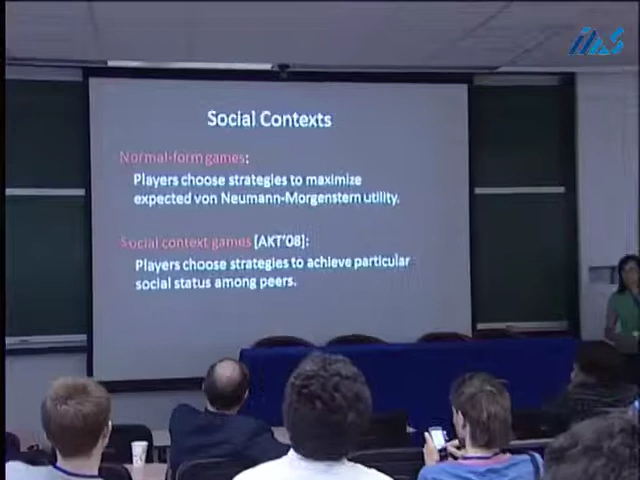 ias
Social Contexts
Normal-form games:
Players choose strategies to maximize
expected von Neumann-Morgenstern utility.
Social context games [AKT'08]:
Players choose strategies to achieve particular
social status among peers.